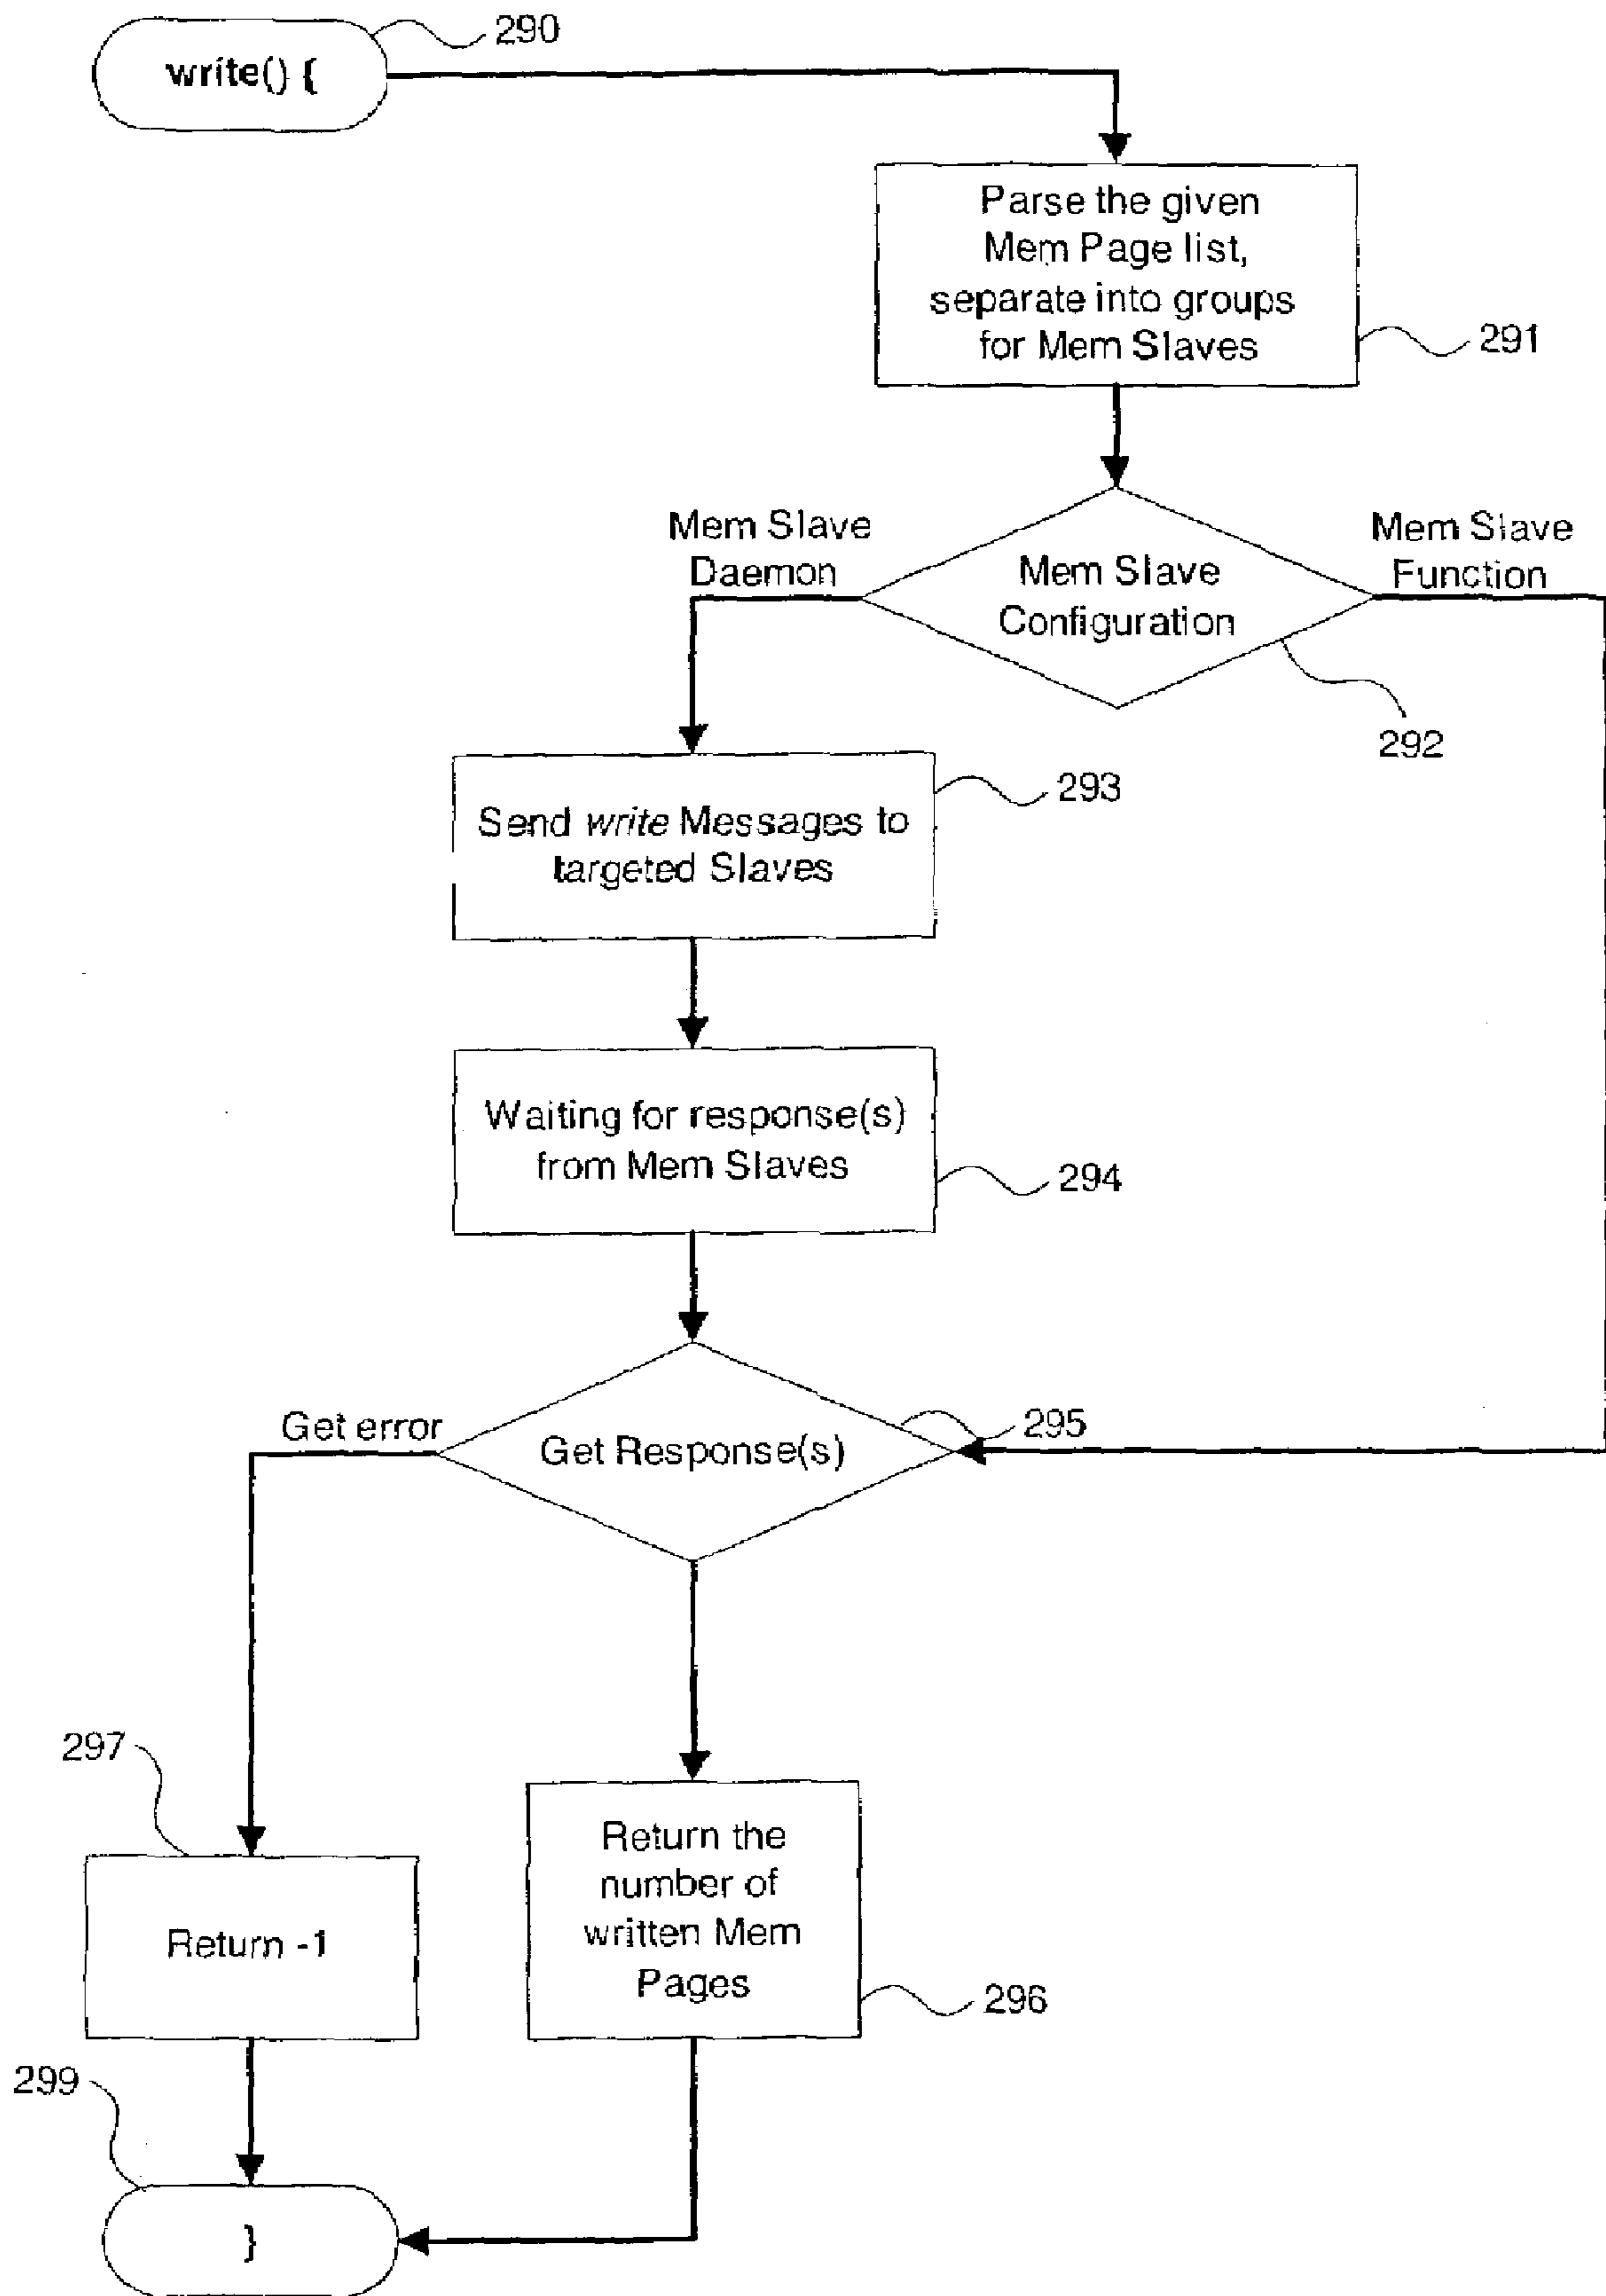 write() {
290
Parse the given
Mem Page list,
separate into groups
for Mem Slaves
291
Mem Slave
Daemon
Mem Slave
Configuration
Mem Slave
Function
292
Send write Messages to
targeted Slaves
293
Waiting for response(s)
from Mem Slaves
294
Get error
Get Response(s)
295
297
Return -1
Return the
number of
written Mem
Pages
296
299
}